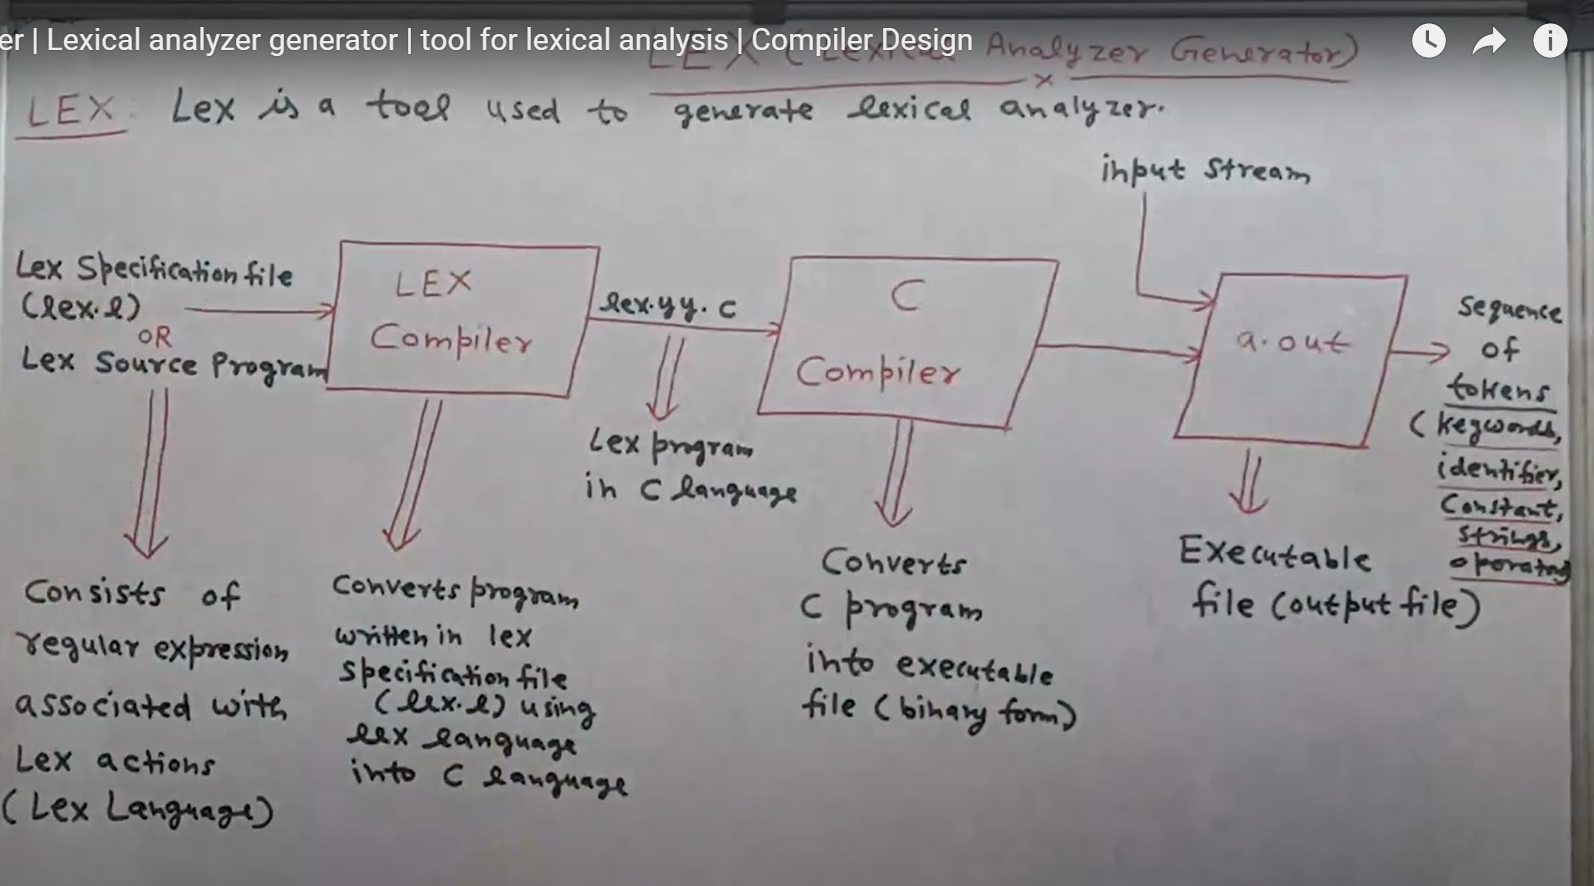 er | Lexical analyzer generator | tool for lexical analysis | Compiler Design
LEX (Lexical Analyzer Generator)
LEX: Lex is a tool used to generate lexical analyzer.
input stream
Lex Specification file
(lex.l)
OR
Lex Source Program
LEX
Compiler
lex.yy.c
C
Compiler
a.out
Sequence
of
tokens
(keywords,
identifier,
Constant,
strings,
Lex program
in C language
Consists of
regular expression
associated with
Lex actions
(Lex Language)
Converts program
written in lex
specification file
(lex.l) using
lex language
into C language
Converts
C program
into executable
file (binary form)
Executable
file (output file)